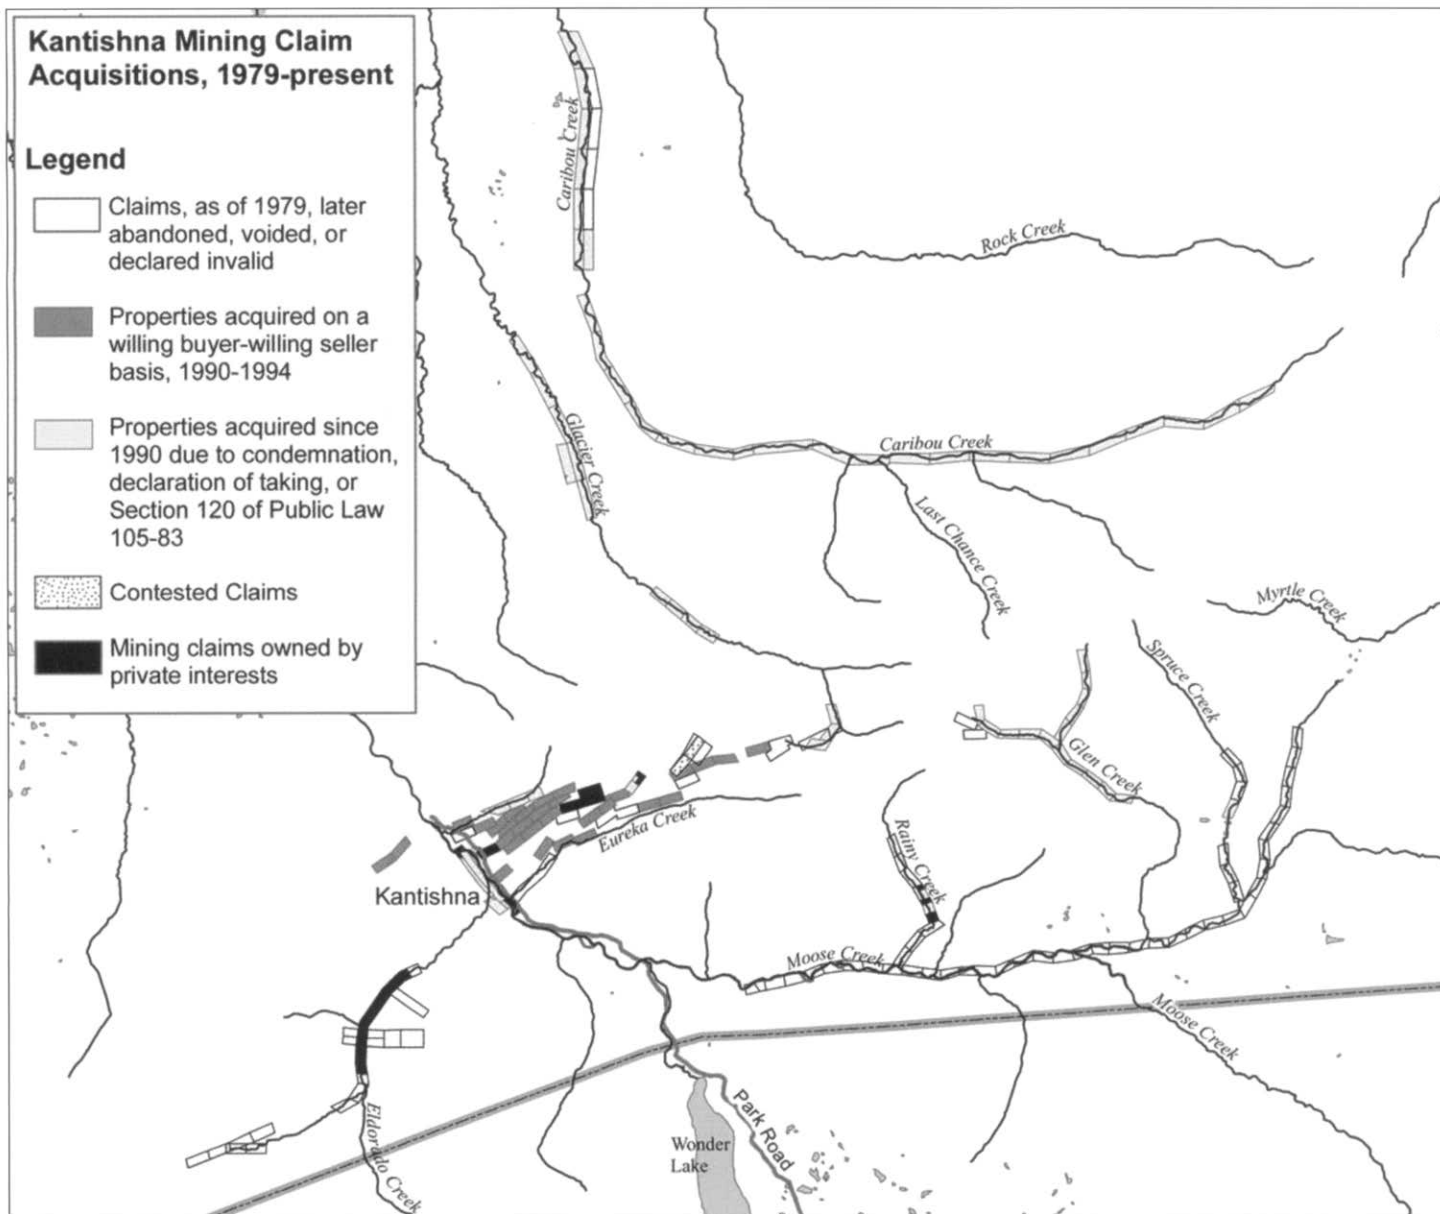 Kantishna Mining Claim
Acquisitions, 1979-present
Legend
Claims, as of 1979, later
abandoned, voided, or
declared invalid
Properties acquired on a
willing buyer-willing seller
basis, 1990-1994
Properties acquired since
1990 due to condemnation,
declaration of taking, or
Section 120 of Public Law
105-83
Contested Claims
Mining claims owned by
private interests
Caribou Creek
Rock Creek
Glacier Creek
Caribou Creek
Last Chance Creek
Myrtle Creek
Spruce Creek
Glen Creek
Eureka Creek
Rainy Creek
Kantishna
Moose Creek
Moose Creek
Eldorado Creek
Park Road
Wonder
Lake